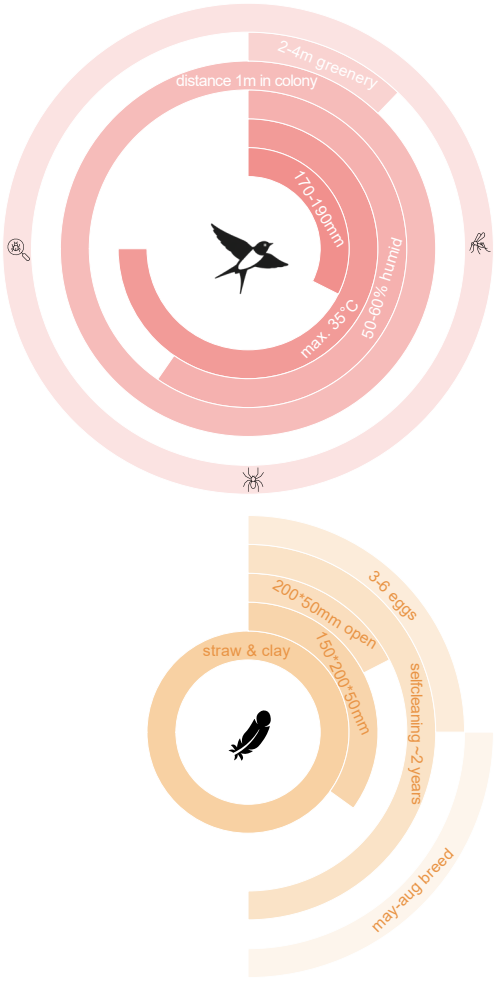 2-4m greenery
distance 1m in colony
170-190mm
50-60% humid
max. 35°C
3-6 eggs
200*50mm open
150*200*50mm
straw & clay
selfcleaning ~2 years
may-aug breed